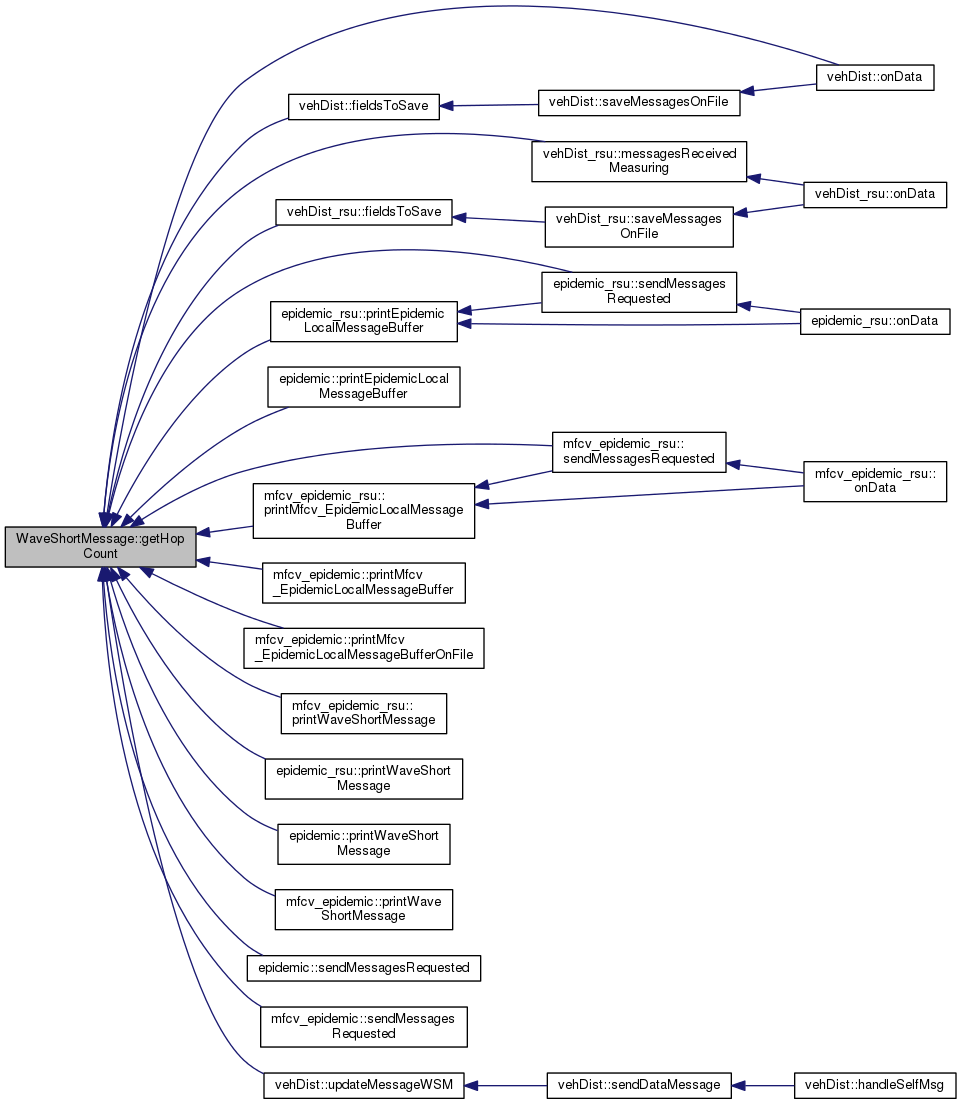 vehDist::onData
vehDist::fieldsToSave
vehDist::saveMessagesOnFile
vehDist_rsu::messagesReceived
Measuring
vehDist_rsu::onData
vehDist_rsu::fieldsToSave
vehDist_rsu::saveMessages
OnFile
epidemic_rsu::sendMessages
Requested
epidemic_rsu::printEpidemic
LocalMessageBuffer
epidemic_rsu::onData
epidemic::printEpidemicLocal
MessageBuffer
mfcv_epidemic_rsu::
sendMessagesRequested
mfcv_epidemic_rsu::
onData
mfcv_epidemic_rsu::
printMfcv_EpidemicLocalMessage
Buffer
WaveShortMessage::getHop
Count
mfcv_epidemic::printMfcv
_EpidemicLocalMessageBuffer
mfcv_epidemic::printMfcv
_EpidemicLocalMessageBufferOnFile
mfcv_epidemic_rsu::
printWaveShortMessage
epidemic_rsu::printWaveShort
Message
epidemic::printWaveShort
Message
mfcv_epidemic::printWave
ShortMessage
epidemic::sendMessagesRequested
mfcv_epidemic::sendMessages
Requested
vehDist::updateMessageWSM
vehDist::sendDataMessage
vehDist::handleSelfMsg